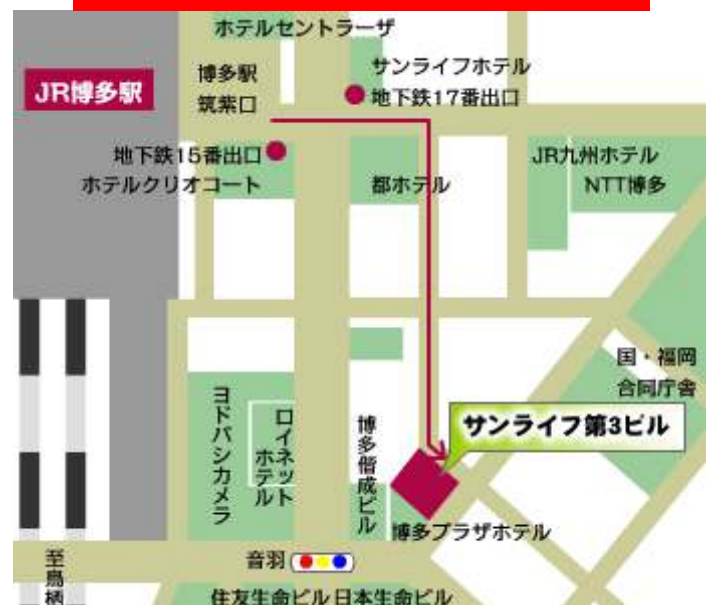 ホテルセントラーザ
JR博多駅
博多駅
筑紫口
サンライフホテル
地下鉄17番出口
地下鉄15番出口
ホテルクリオコート
都ホテル
JR九州ホテル
NTT博多
国・福岡
合同庁舎
サンライフ第3ビル
ヨドバシカメラ
ロイネット
ホテル
博多偕成ビル
博多プラザホテル
音羽
至鳥栖
住友生命ビル
日本生命ビル